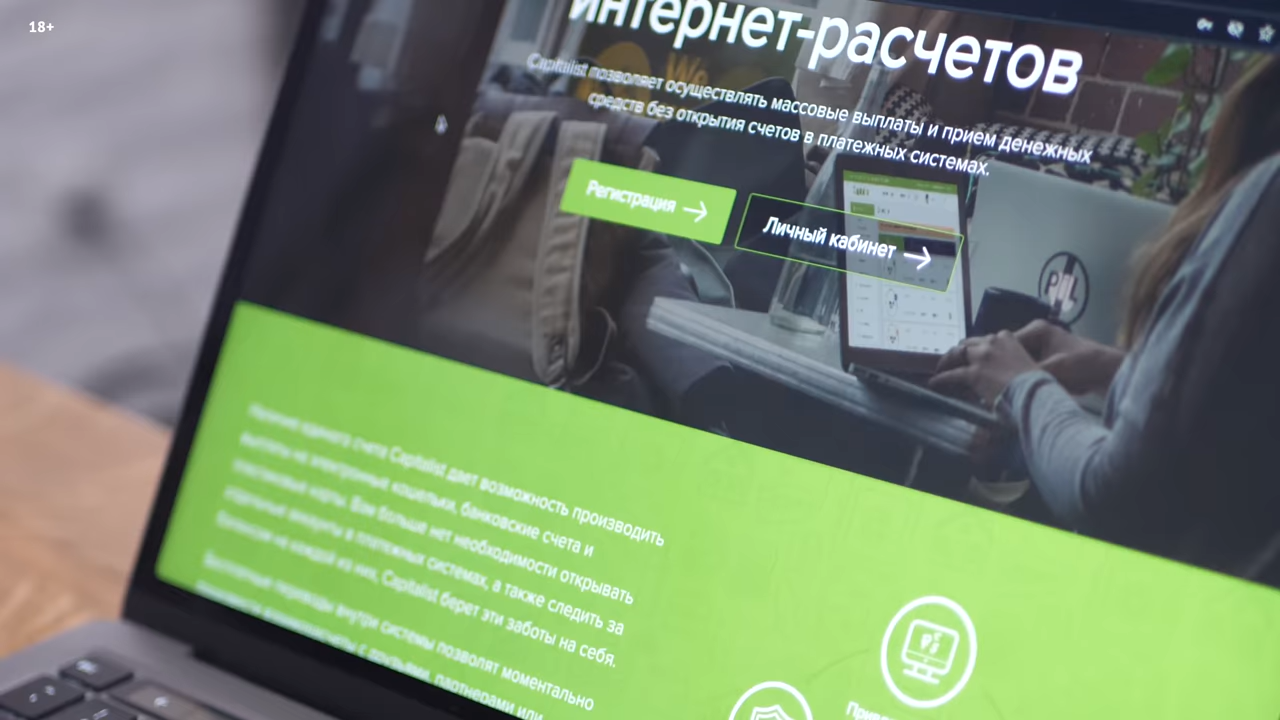 18+
интернет-расчетов
Capitalist позволяет осуществлять массовые выплаты и прием денежных
средств без открытия счетов в платежных системах.
Регистрация →
Личный кабинет →
Наличие единого счета Capitalist дает возможность производить
выплаты на электронные кошельки, банковские счета и
пластиковые карты. Вам больше нет необходимости открывать
отдельные аккаунты в платежных системах, а также следить за
балансом на каждой из них, Capitalist берет эти заботы на себя.
Бесплатные переводы внутри системы позволят моментально
с друзьями, партнерами или